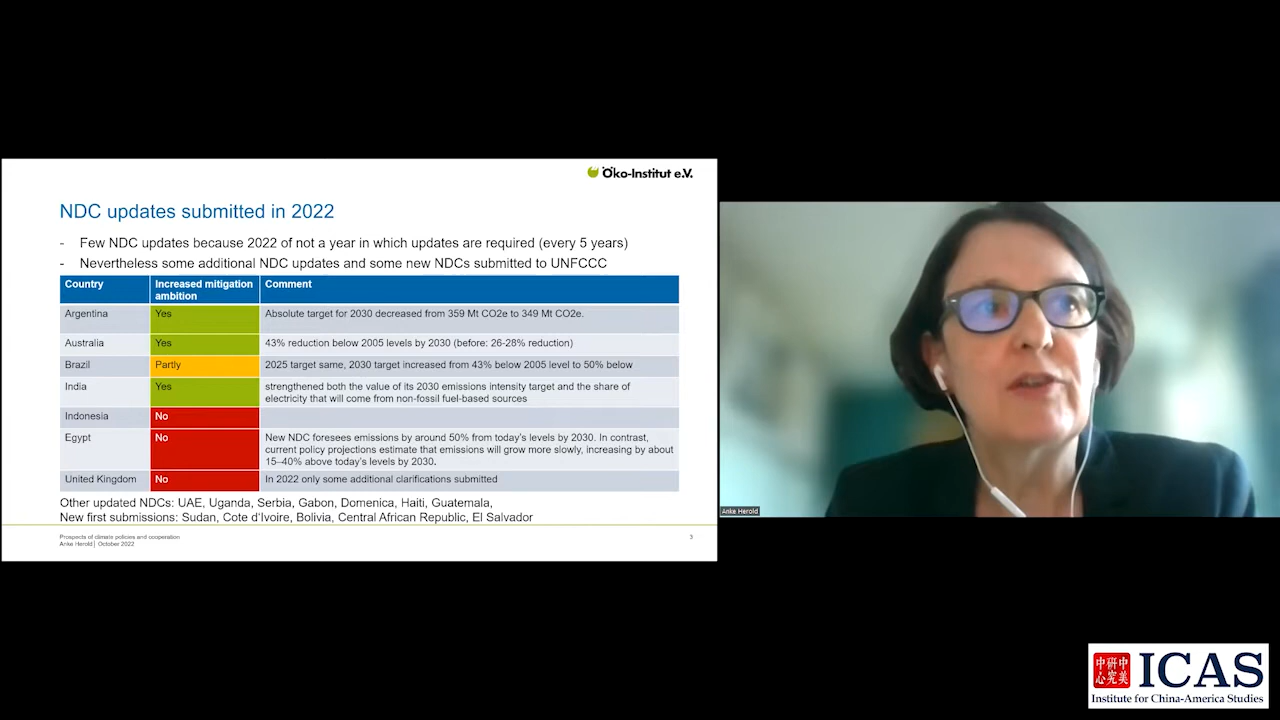 Öko-Institut e.V.
NDC updates submitted in 2022
- Few NDC updates because 2022 of not a year in which updates are required (every 5 years)
- Nevertheless some additional NDC updates and some new NDCs submitted to UNFCCC
Country Increased mitigation ambition Comment
Argentina Yes Absolute target for 2030 decreased from 359 Mt CO2e to 349 Mt CO2e.
Australia Yes 43% reduction below 2005 levels by 2030 (before: 26-28% reduction)
Brazil Partly 2025 target same, 2030 target increased from 43% below 2005 level to 50% below
India Yes strengthened both the value of its 2030 emissions intensity target and the share of
electricity that will come from non-fossil fuel-based sources
Indonesia No
Egypt No New NDC foresees emissions by around 50% from today's levels by 2030. In contrast,
current policy projections estimate that emissions will grow more slowly, increasing by about
15–40% above today's levels by 2030.
United Kingdom No In 2022 only some additional clarifications submitted
Other updated NDCs: UAE, Uganda, Serbia, Gabon, Domenica, Haiti, Guatemala,
New first submissions: Sudan, Cote d'Ivoire, Bolivia, Central African Republic, El Salvador
Prospects of climate policies and cooperation
Anke Herold | October 2022
3
Anke Herold
中研中
心究美
ICAS
Institute for China-America Studies